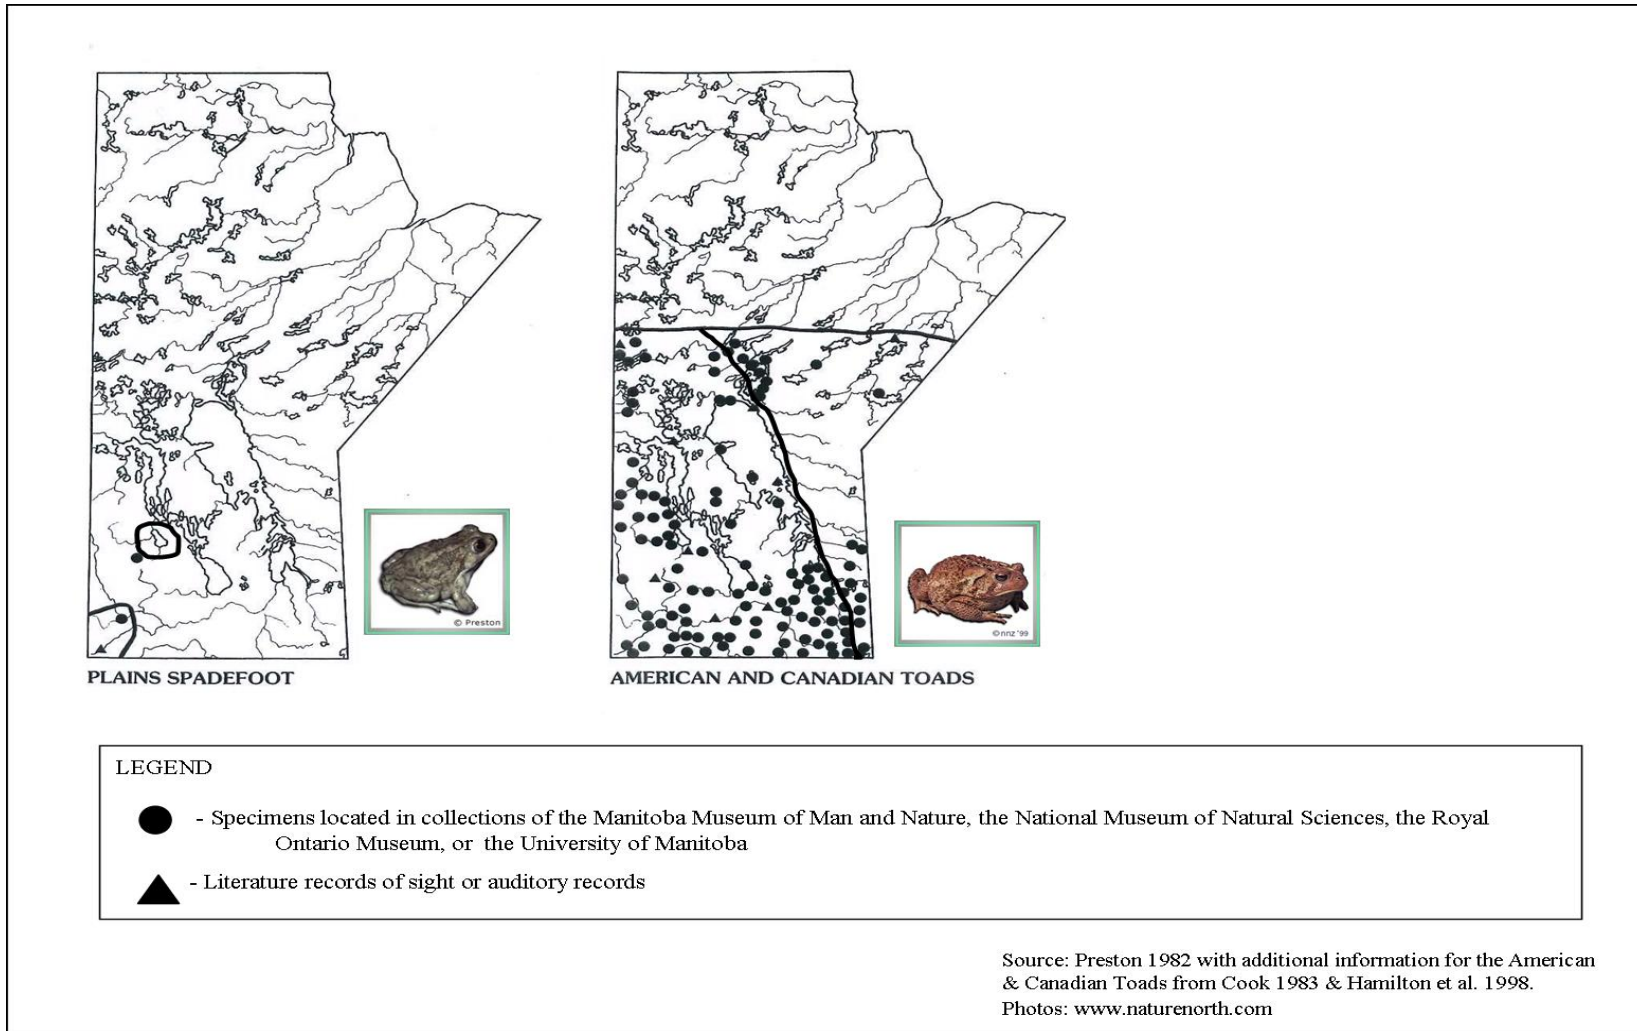 © Preston
©nnz '99
PLAINS SPADEFOOT
AMERICAN AND CANADIAN TOADS
LEGEND
- Specimens located in collections of the Manitoba Museum of Man and Nature, the National Museum of Natural Sciences, the Royal
Ontario Museum, or the University of Manitoba
- Literature records of sight or auditory records
Source: Preston 1982 with additional information for the American
& Canadian Toads from Cook 1983 & Hamilton et al. 1998.
Photos: www.naturenorth.com